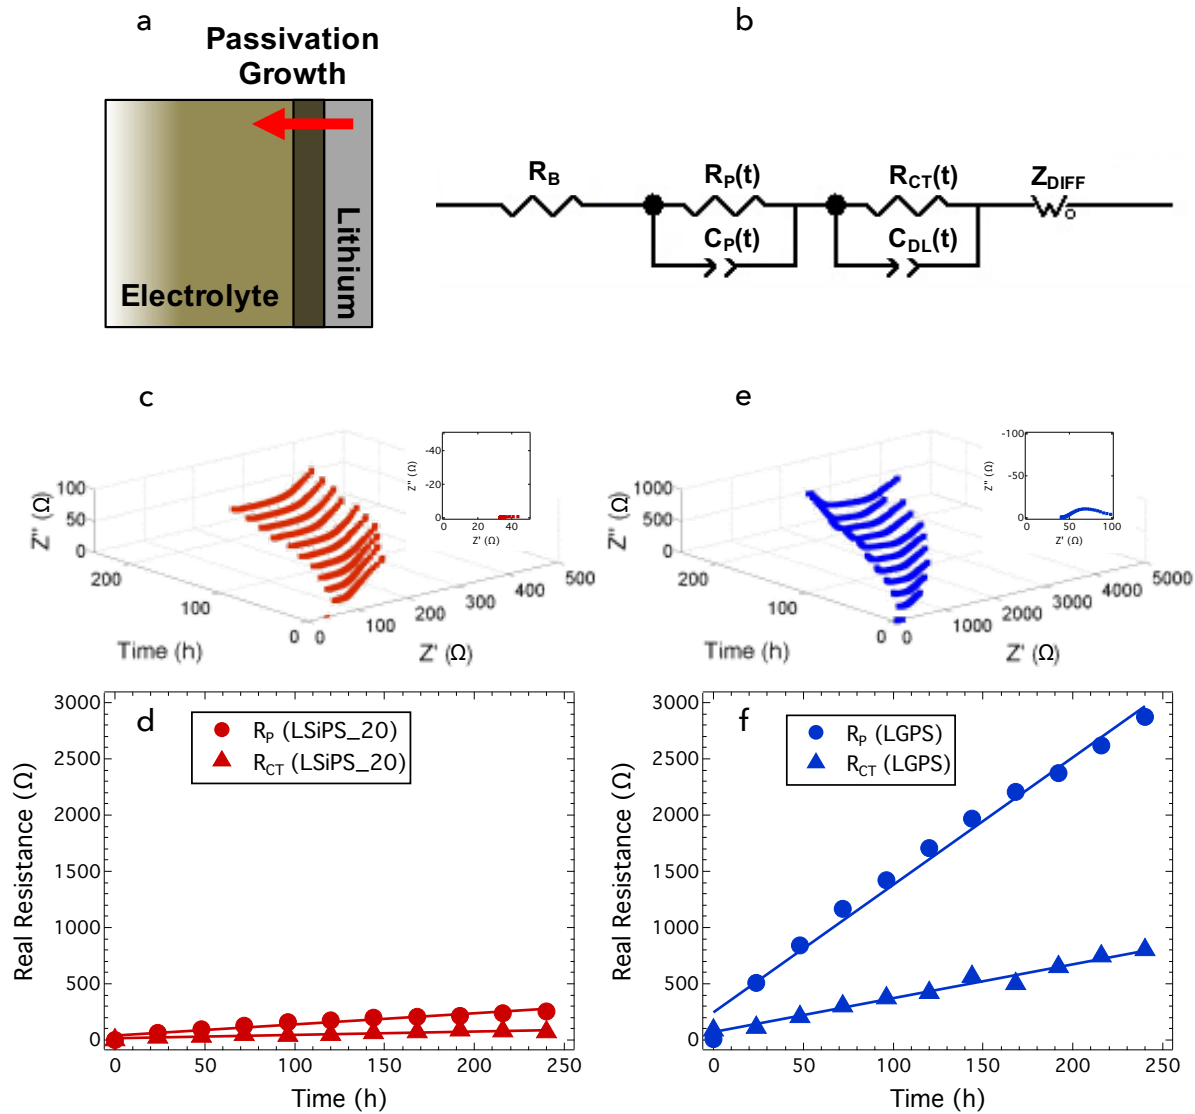 a
Passivation
Growth
Electrolyte
Lithium
b
R_B
R_P(t)
R_CT(t)
Z_DIFF
C_P(t)
C_DL(t)
c
Z'' (Ω)
100
50
0
200
100
0
Time (h)
0
100
200
300
400
500
Z' (Ω)
Z'' (Ω)
-40
-20
0
0
20
40
Z' (Ω)
e
Z'' (Ω)
1000
500
0
200
100
0
Time (h)
0
1000
2000
3000
4000
5000
Z' (Ω)
Z'' (Ω)
-100
-50
0
0
50
100
Z' (Ω)
d
R_P (LSiPS_20)
R_CT (LSiPS_20)
Real Resistance (Ω)
3000
2500
2000
1500
1000
500
0
0
50
100
150
200
250
Time (h)
f
R_P (LGPS)
R_CT (LGPS)
Real Resistance (Ω)
3000
2500
2000
1500
1000
500
0
0
50
100
150
200
250
Time (h)